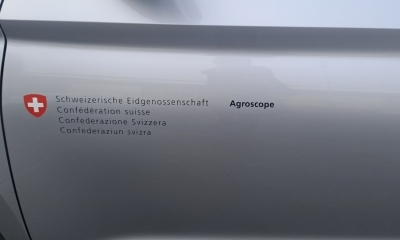 Schweizerische Eidgenossenschaft Agroscope
Confédération suisse
Confederazione Svizzera
Confederaziun svizra